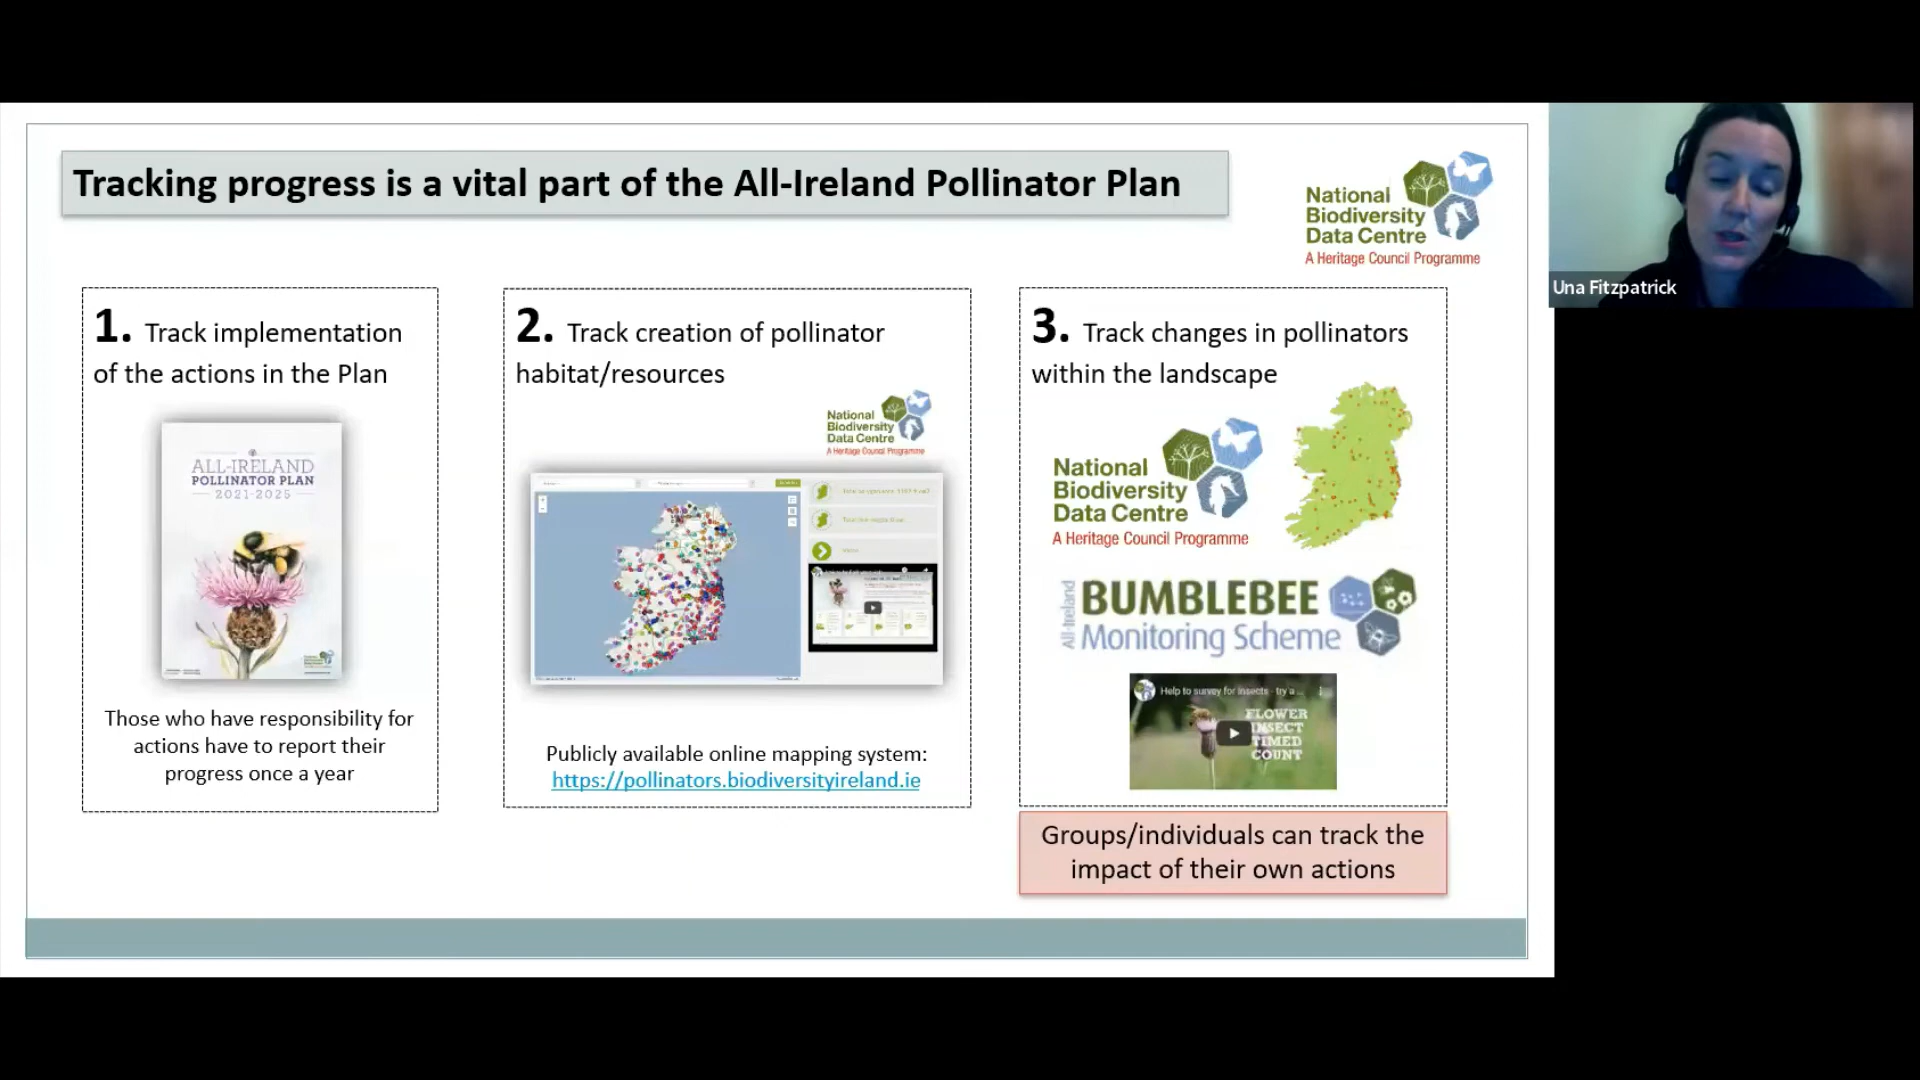 Tracking progress is a vital part of the All-Ireland Pollinator Plan
National
Biodiversity
Data Centre
A Heritage Council Programme
Una Fitzpatrick
1. Track implementation
of the actions in the Plan
ALL-IRELAND
POLLINATOR PLAN
2021-2025
Those who have responsibility for
actions have to report their
progress once a year
2. Track creation of pollinator
habitat/resources
National
Biodiversity
Data Centre
A Heritage Council Programme
Publicly available online mapping system:
https://pollinators.biodiversityireland.ie
3. Track changes in pollinators
within the landscape
National
Biodiversity
Data Centre
A Heritage Council Programme
All-Ireland
BUMBLEBEE
Monitoring Scheme
Help to survey for insects - try a ...
FLOWER
INSECT
TIMED
COUNT
Groups/individuals can track the
impact of their own actions